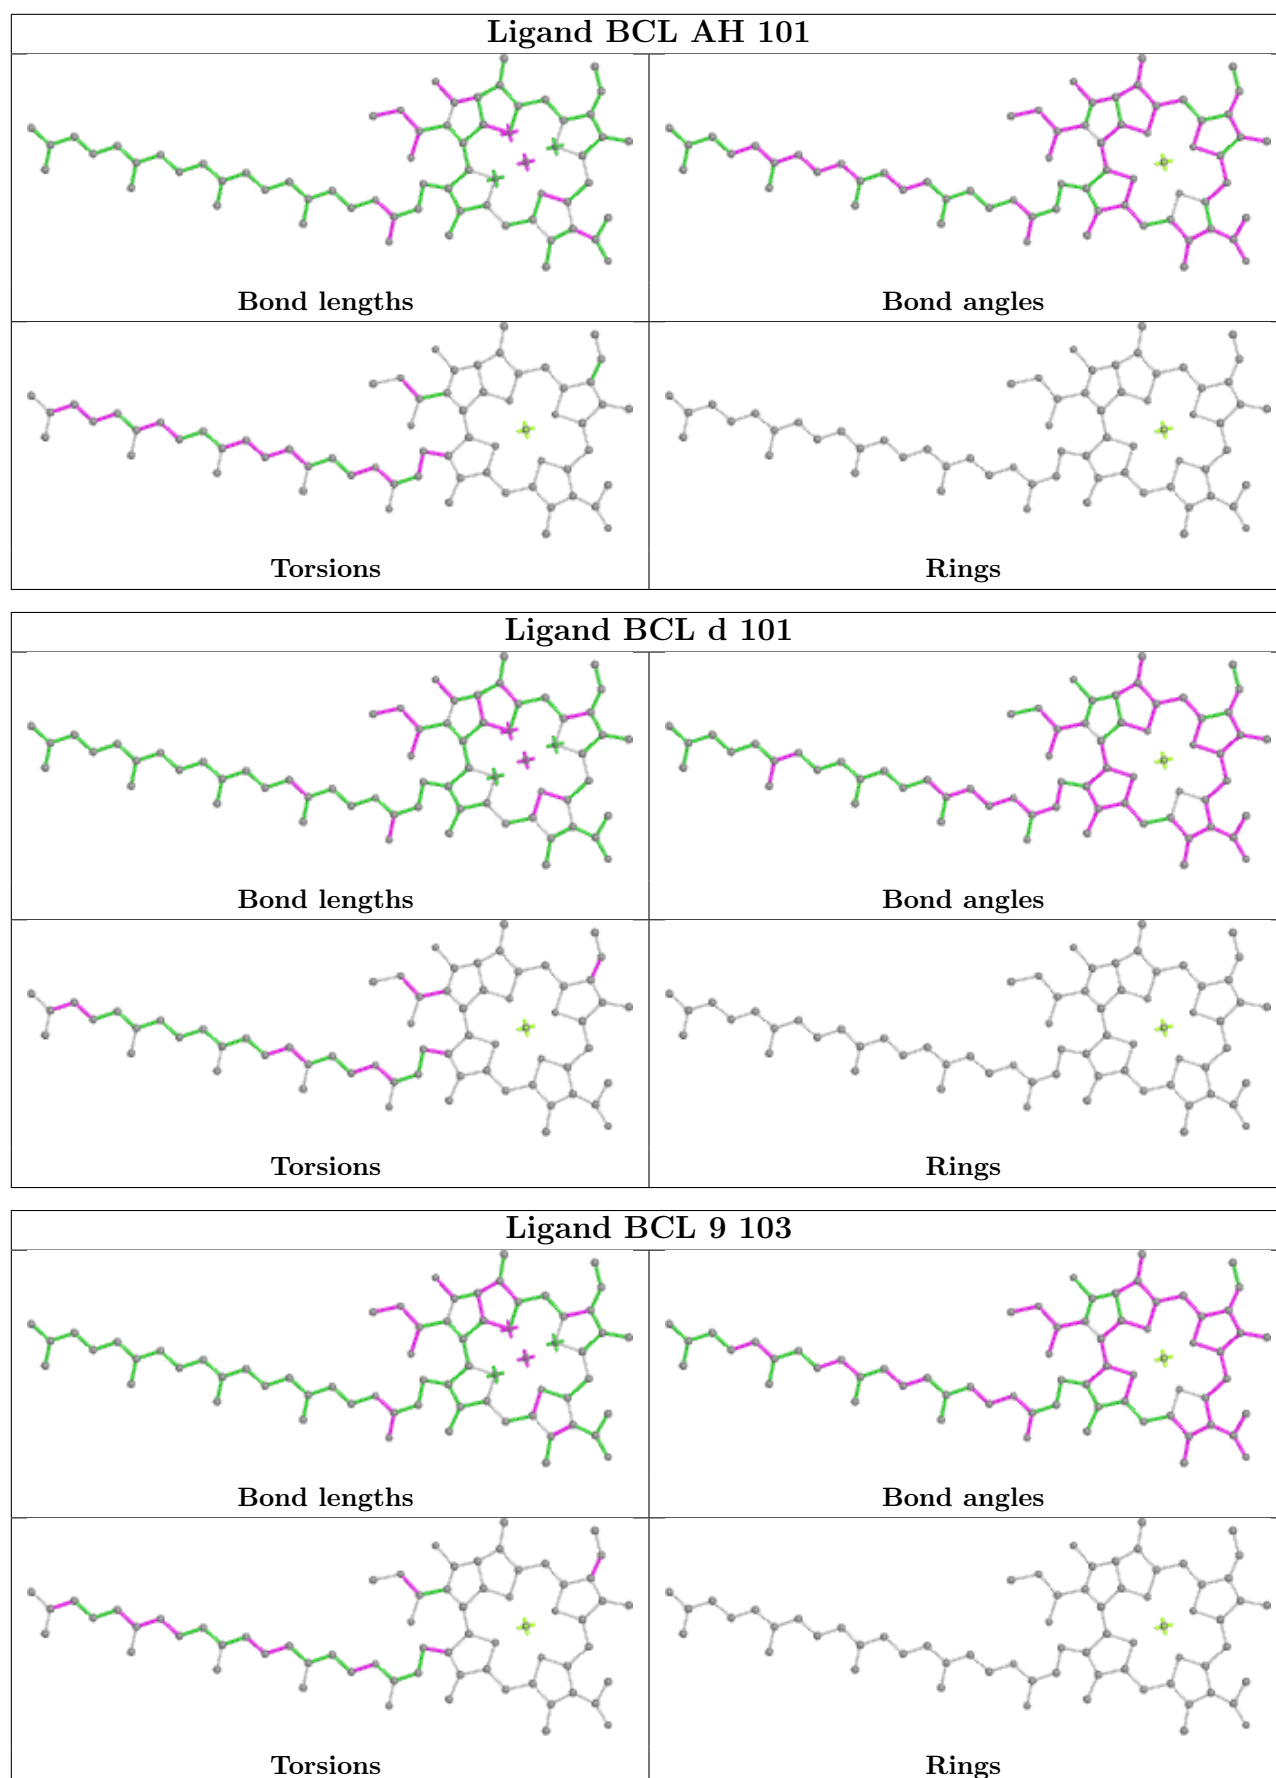 Ligand BCL AH 101
Bond lengths
Bond angles
Torsions
Rings
Ligand BCL d 101
Bond lengths
Bond angles
Torsions
Rings
Ligand BCL 9 103
Bond lengths
Bond angles
Torsions
Rings